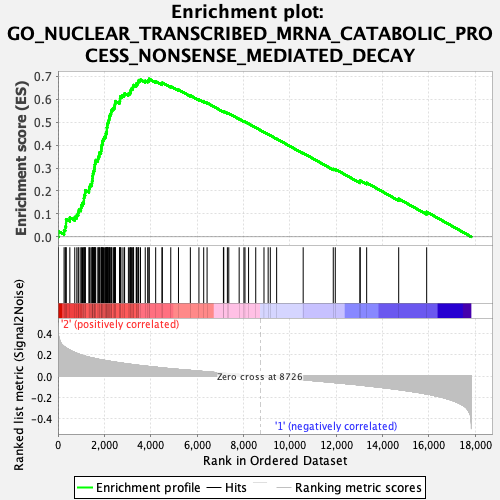 Enrichment plot:
GO_NUCLEAR_TRANSCRIBED_MRNA_CATABOLIC_PRO
CESS_NONSENSE_MEDIATED_DECAY
Enrichment score (ES)
0.7
0.6
0.5
0.4
0.3
0.2
0.1
0.0
'2' (positively correlated)
Ranked list metric (Signal2Noise)
0.4
0.2
0.0
-0.2
-0.4
Zero cross at 8726
'1' (negatively correlated)
0 2,000 4,000 6,000 8,000 10,000 12,000 14,000 16,000 18,000
Rank in Ordered Dataset
Enrichment profile Hits Ranking metric scores